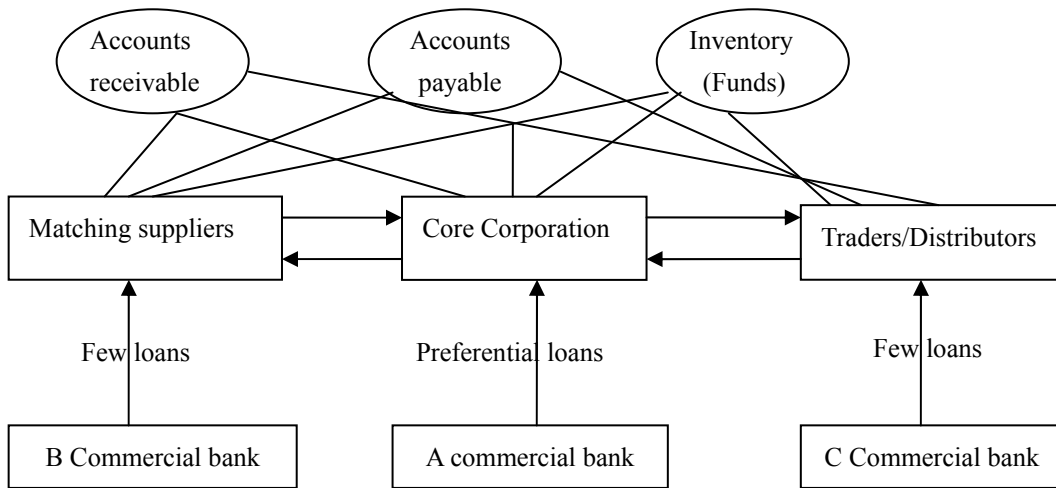 Accounts
receivable
Accounts
payable
Inventory
(Funds)
Matching suppliers
Core Corporation
Traders/Distributors
Few loans
Preferential loans
Few loans
B Commercial bank
A commercial bank
C Commercial bank